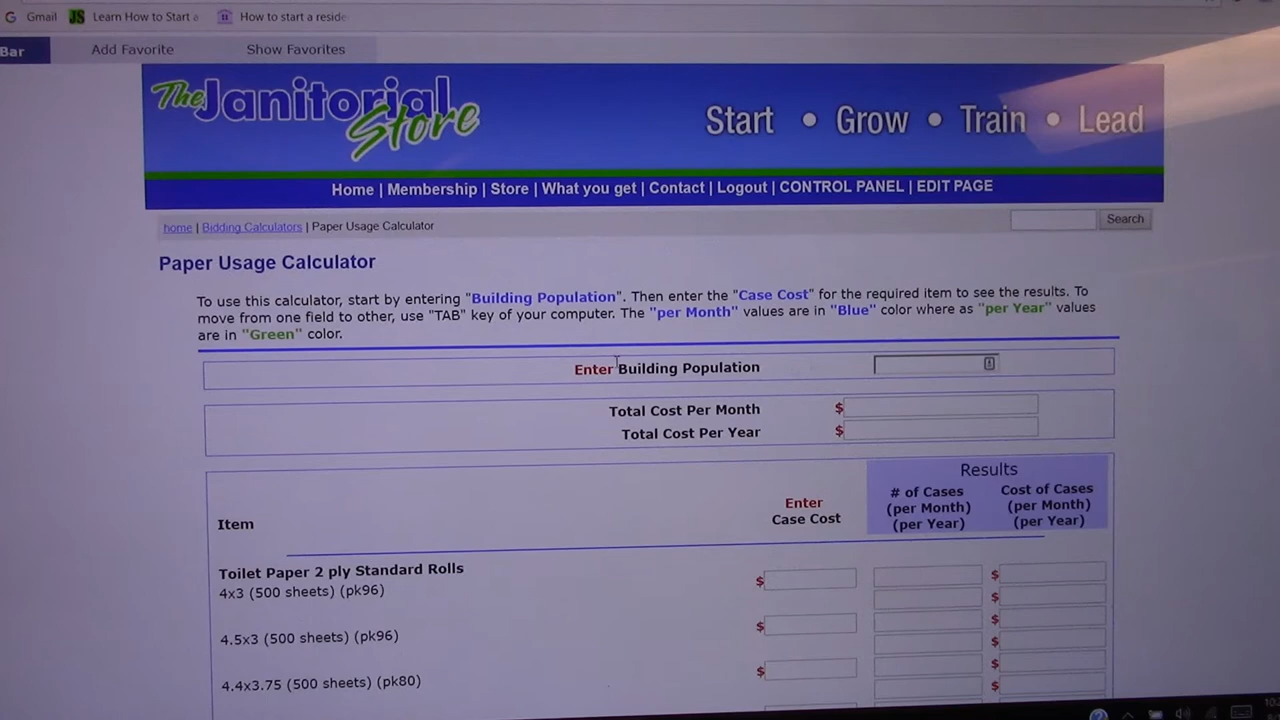 Gmail Learn How to Start a How to start a reside
Bar Add Favorite Show Favorites
The Janitorial Store
Start • Grow • Train • Lead
Home | Membership | Store | What you get | Contact | Logout | CONTROL PANEL | EDIT PAGE
home | Bidding Calculators | Paper Usage Calculator Search
Paper Usage Calculator
To use this calculator, start by entering "Building Population". Then enter the "Case Cost" for the required item to see the results. To
move from one field to other, use "TAB" key of your computer. The "per Month" values are in "Blue" color where as "per Year" values
are in "Green" color.
Enter Building Population
Total Cost Per Month $
Total Cost Per Year $
Results
Item
Enter
Case Cost
# of Cases
(per Month)
(per Year)
Cost of Cases
(per Month)
(per Year)
Toilet Paper 2 ply Standard Rolls
4x3 (500 sheets) (pk96) $ $
$
4.5x3 (500 sheets) (pk96) $ $
$
4.4x3.75 (500 sheets) (pk80) $ $
$